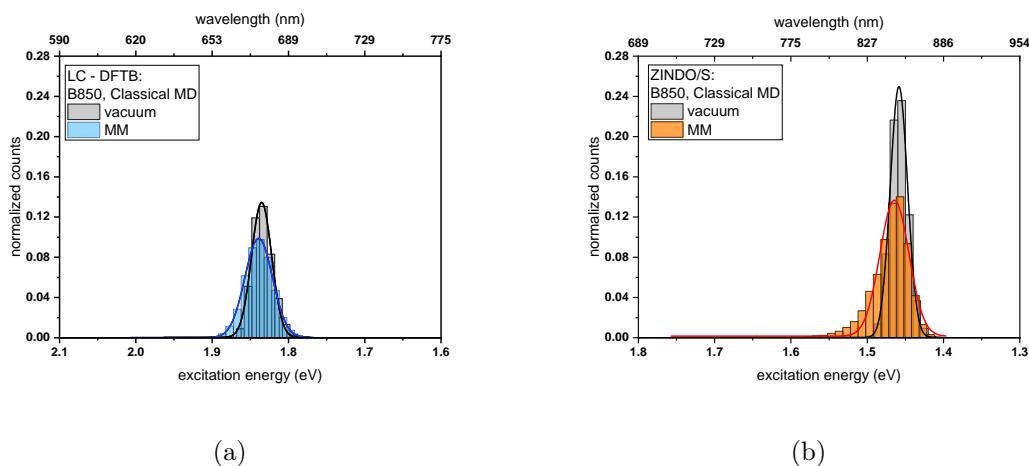 wavelength (nm)
590 620 653 689 729 775
0.28
0.24
0.20
0.16
0.12
0.08
0.04
0.00
normalized counts
LC - DFTB:
B850, Classical MD
vacuum
MM
2.1 2.0 1.9 1.8 1.7 1.6
excitation energy (eV)
(a)
wavelength (nm)
689 729 775 827 886 954
0.28
0.24
0.20
0.16
0.12
0.08
0.04
0.00
normalized counts
ZINDO/S:
B850, Classical MD
vacuum
MM
1.8 1.7 1.6 1.5 1.4 1.3
excitation energy (eV)
(b)